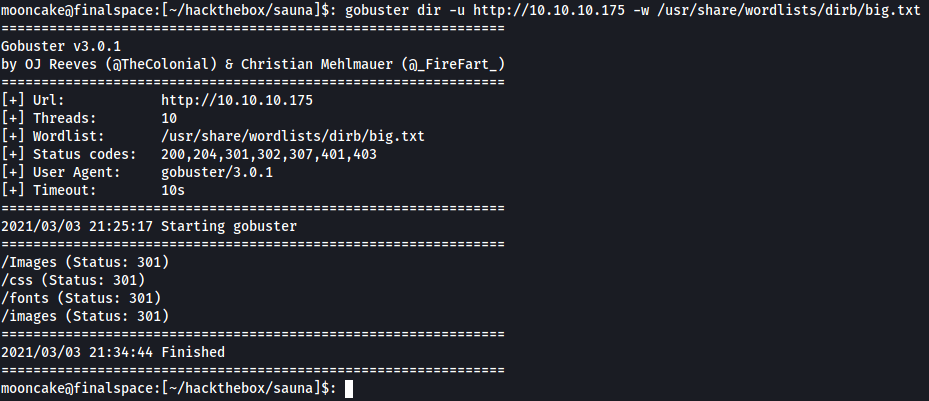 mooncake@finalspace:[~/hackthebox/sauna]$: gobuster dir -u http://10.10.10.175 -w /usr/share/wordlists/dirb/big.txt
===============================================================
Gobuster v3.0.1
by OJ Reeves (@TheColonial) & Christian Mehlmauer (@_FireFart_)
===============================================================
[+] Url:            http://10.10.10.175
[+] Threads:        10
[+] Wordlist:       /usr/share/wordlists/dirb/big.txt
[+] Status codes:   200,204,301,302,307,401,403
[+] User Agent:     gobuster/3.0.1
[+] Timeout:        10s
===============================================================
2021/03/03 21:25:17 Starting gobuster
===============================================================
/Images (Status: 301)
/css (Status: 301)
/fonts (Status: 301)
/images (Status: 301)
===============================================================
2021/03/03 21:34:44 Finished
===============================================================
mooncake@finalspace:[~/hackthebox/sauna]$: